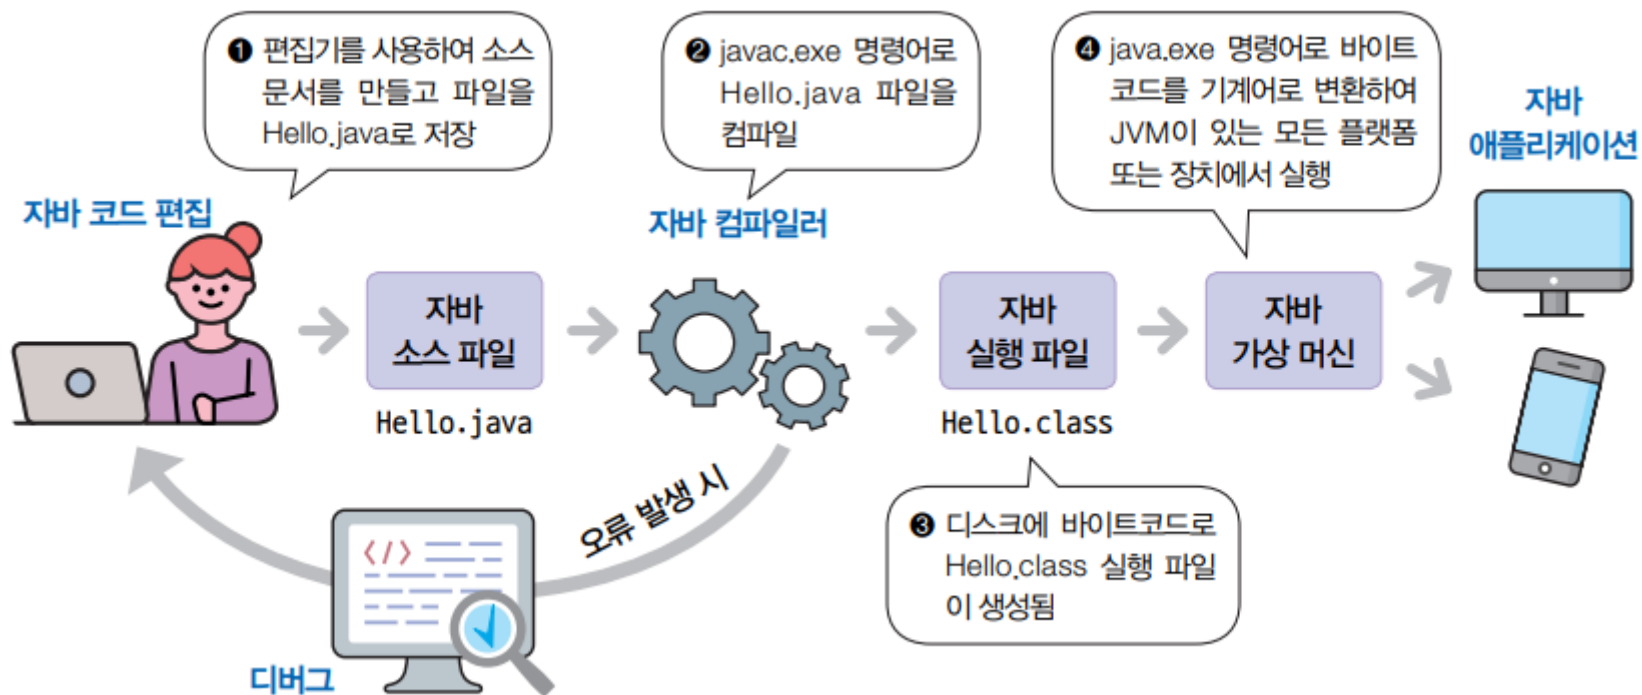 ❶ 편집기를 사용하여 소스
문서를 만들고 파일을
Hello.java로 저장
❷ javac.exe 명령어로
Hello.java 파일을
컴파일
❹ java.exe 명령어로 바이트
코드를 기계어로 변환하여
JVM이 있는 모든 플랫폼
또는 장치에서 실행
자바
애플리케이션
자바 코드 편집
자바 컴파일러
자바
소스 파일
자바
실행 파일
자바
가상 머신
Hello.java
Hello.class
오류 발생 시
❸ 디스크에 바이트코드로
Hello.class 실행 파일
이 생성됨
</>
디버그